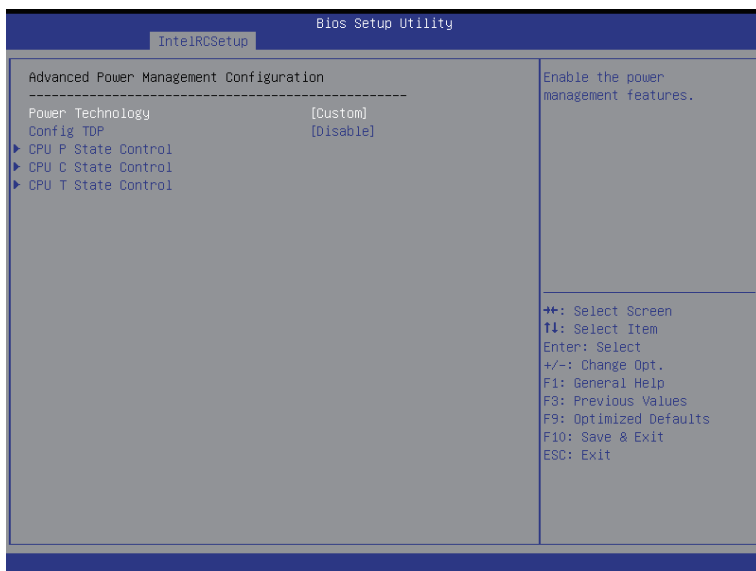 Bios Setup Utility
IntelRCSetup
Advanced Power Management Configuration
--------------------------------------------------
Power Technology [Custom]
Config TDP [Disable]
CPU P State Control
CPU C State Control
CPU T State Control
Enable the power
management features.
→←: Select Screen
↑↓: Select Item
Enter: Select
+/-: Change Opt.
F1: General Help
F3: Previous Values
F9: Optimized Defaults
F10: Save & Exit
ESC: Exit